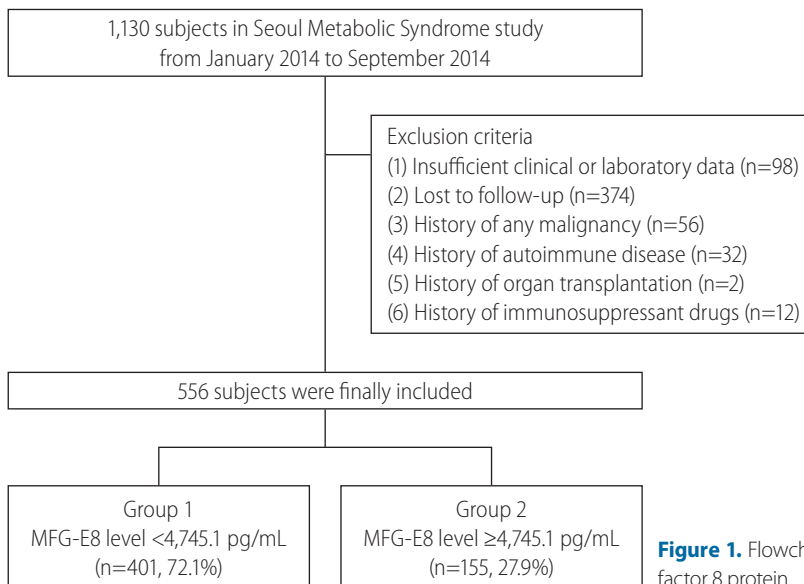 1,130 subjects in Seoul Metabolic Syndrome study
from January 2014 to September 2014
Exclusion criteria
(1) Insufficient clinical or laboratory data (n=98)
(2) Lost to follow-up (n=374)
(3) History of any malignancy (n=56)
(4) History of autoimmune disease (n=32)
(5) History of organ transplantation (n=2)
(6) History of immunosuppressant drugs (n=12)
556 subjects were finally included
Group 1
MFG-E8 level <4,745.1 pg/mL
(n=401, 72.1%)
Group 2
MFG-E8 level ≥4,745.1 pg/mL
(n=155, 27.9%)
Figure 1.
factor 8 protein